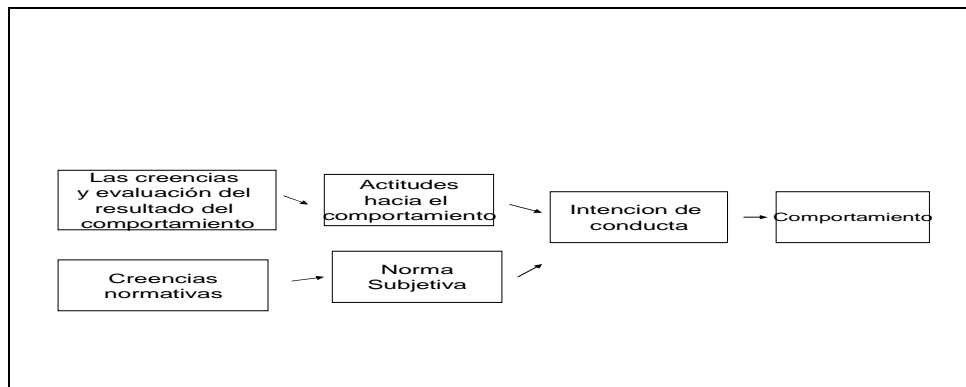 Las creencias
y evaluación del
resultado del
comportamiento
Actitudes
hacia el
comportamiento
Intencion de
conducta
Comportamiento
Creencias
normativas
Norma
Subjetiva